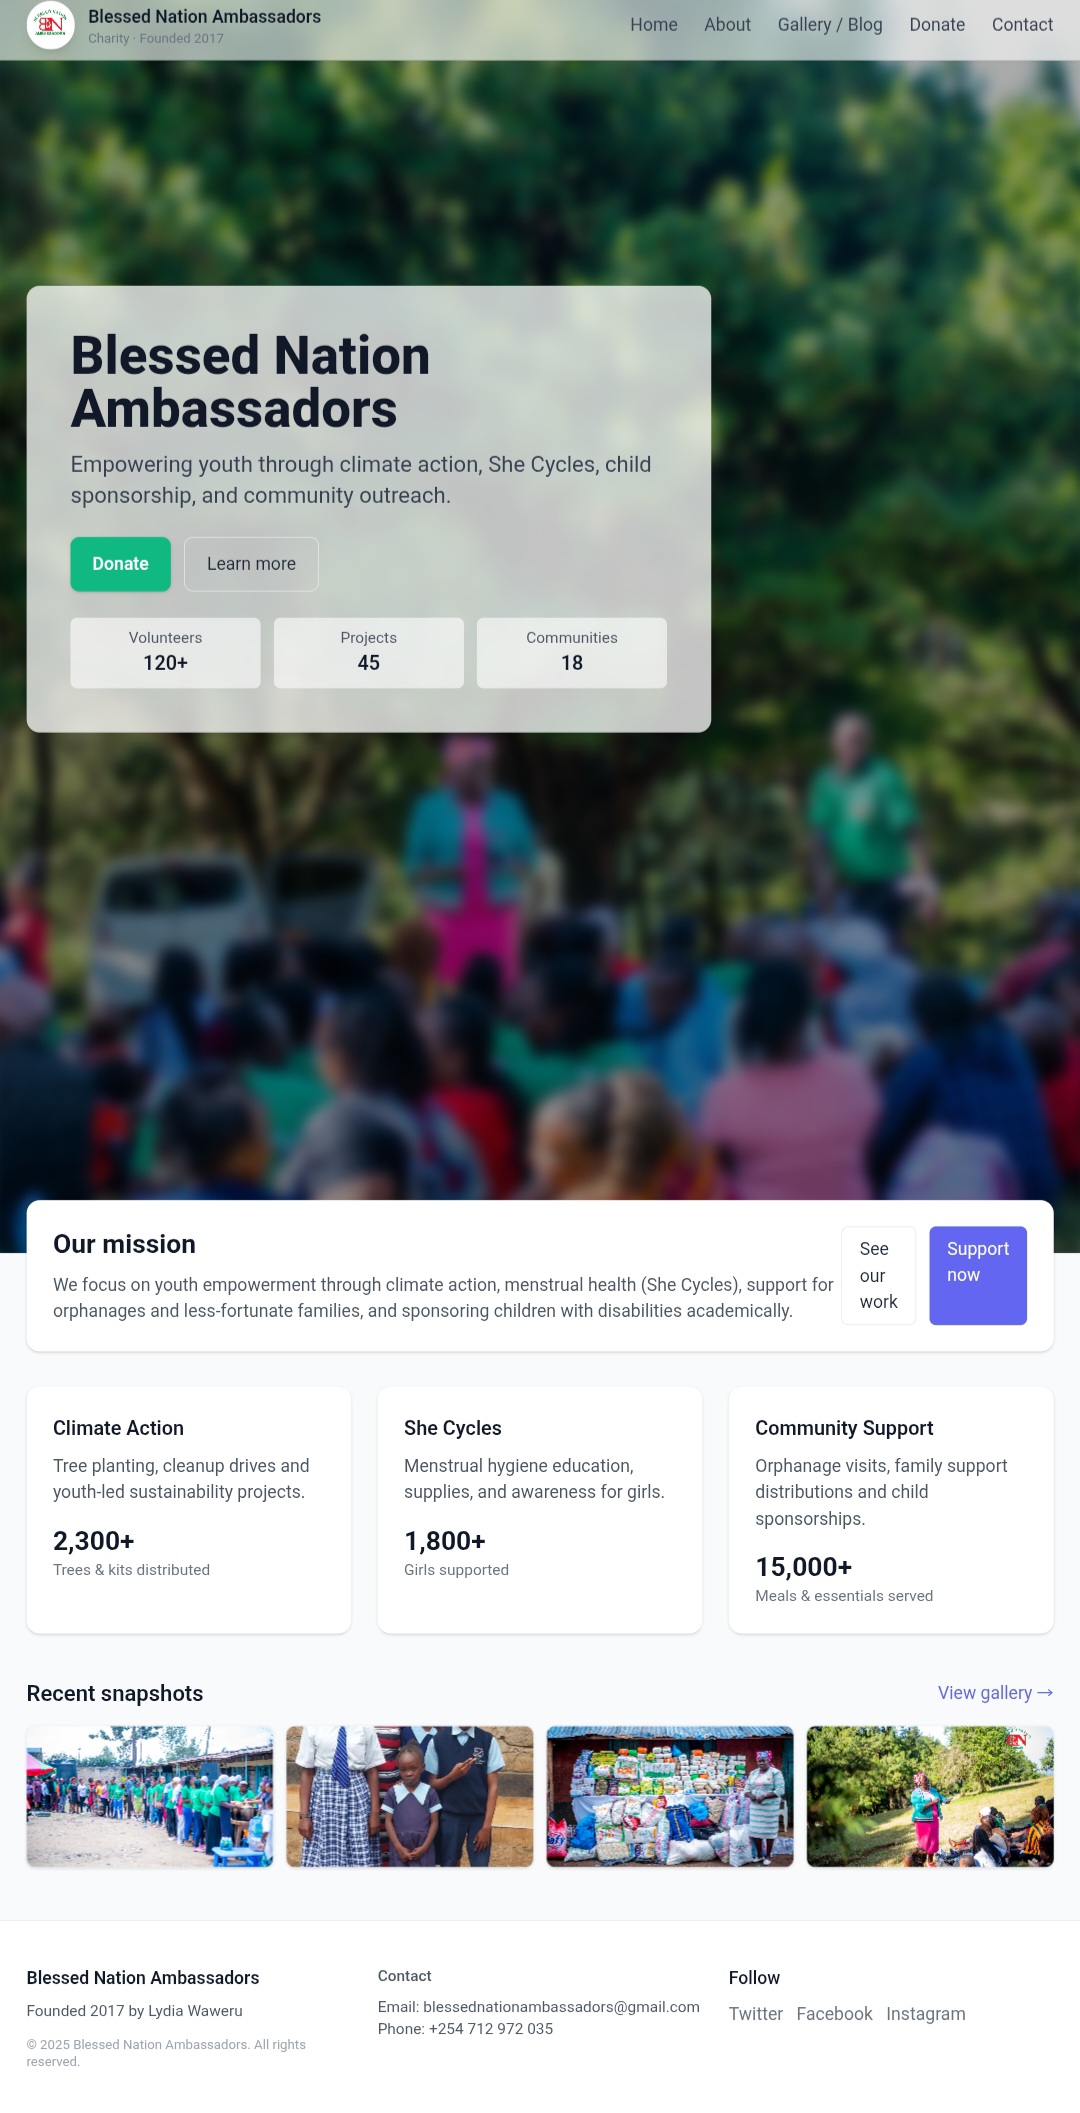 Blessed Nation Ambassadors
Charity · Founded 2017
Home About Gallery / Blog Donate Contact
Blessed Nation
Ambassadors
Empowering youth through climate action, She Cycles, child
sponsorship, and community outreach.
Donate Learn more
Volunteers
120+
Projects
45
Communities
18
Our mission
We focus on youth empowerment through climate action, menstrual health (She Cycles), support for
orphanages and less-fortunate families, and sponsoring children with disabilities academically.
See
our
work
Support
now
Climate Action
Tree planting, cleanup drives and
youth-led sustainability projects.
2,300+
Trees & kits distributed
She Cycles
Menstrual hygiene education,
supplies, and awareness for girls.
1,800+
Girls supported
Community Support
Orphanage visits, family support
distributions and child
sponsorships.
15,000+
Meals & essentials served
Recent snapshots
View gallery →
Blessed Nation Ambassadors
Founded 2017 by Lydia Waweru
© 2025 Blessed Nation Ambassadors. All rights
reserved.
Contact
Email: blessednationambassadors@gmail.com
Phone: +254 712 972 035
Follow
Twitter Facebook Instagram